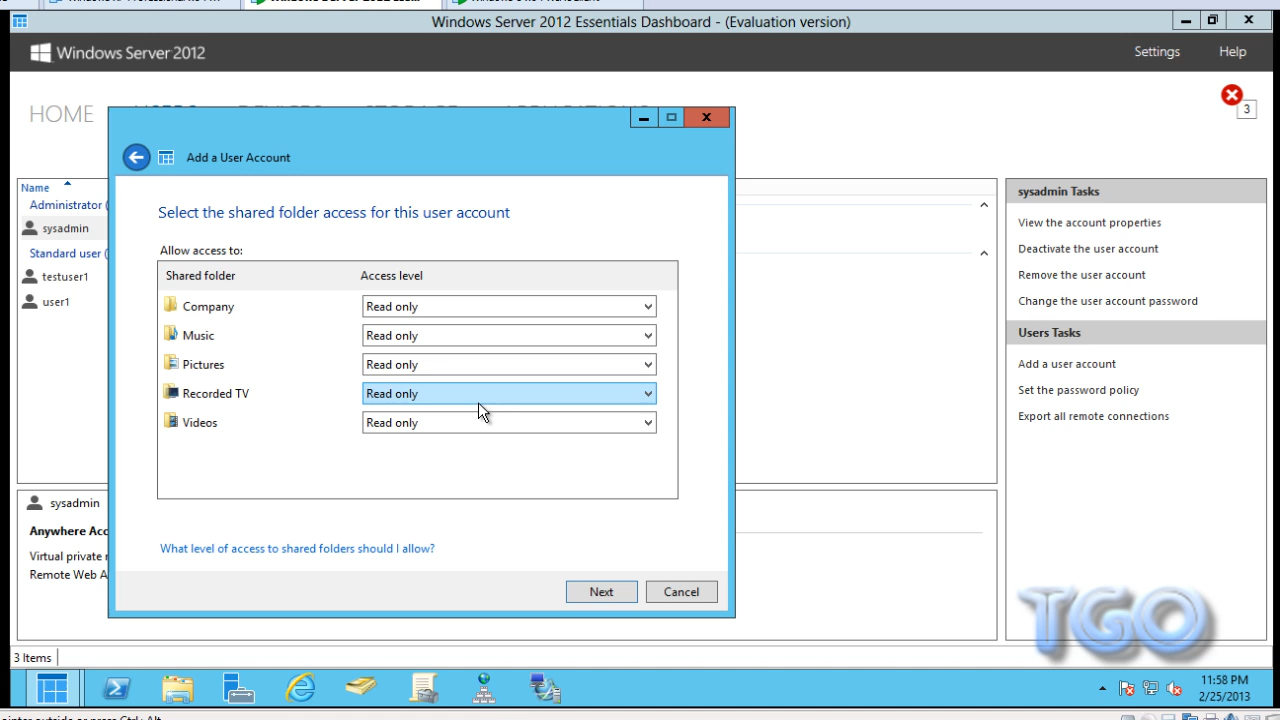 Windows Server 2012 Essentials Dashboard - (Evaluation version)
Windows Server 2012
Settings
Help
HOME
3
Add a User Account
Name
Administrator (
sysadmin
Standard user (
testuser1
user1
Select the shared folder access for this user account
Allow access to:
Shared folder
Access level
Company
Read only
Music
Read only
Pictures
Read only
Recorded TV
Read only
Videos
Read only
What level of access to shared folders should I allow?
Next
Cancel
sysadmin Tasks
View the account properties
Deactivate the user account
Remove the user account
Change the user account password
Users Tasks
Add a user account
Set the password policy
Export all remote connections
sysadmin
Anywhere Acc
Virtual private
Remote Web A
3 Items
TGO
11:58 PM
2/25/2013